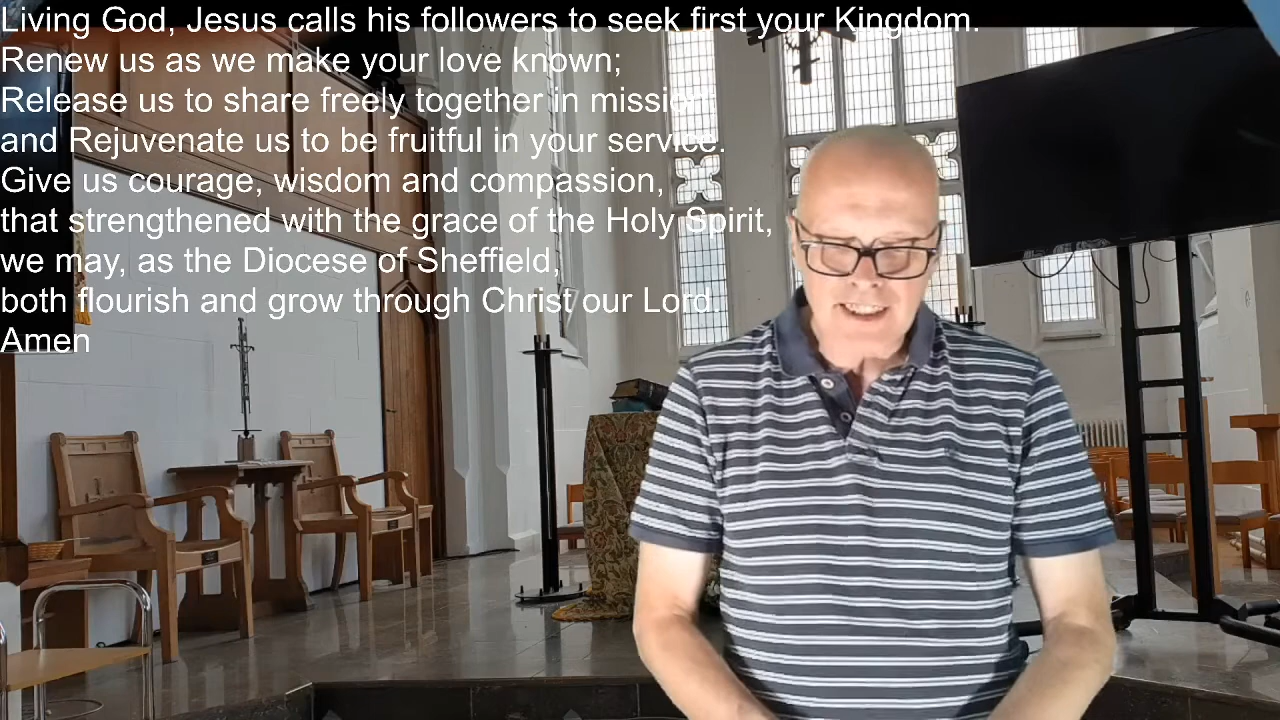 Living God, Jesus calls his followers to seek first your Kingdom.
Renew us as we make your love known;
Release us to share freely together in mission
and Rejuvenate us to be fruitful in your service.
Give us courage, wisdom and compassion,
that strengthened with the grace of the Holy Spirit,
we may, as the Diocese of Sheffield,
both flourish and grow through Christ our Lord.
Amen